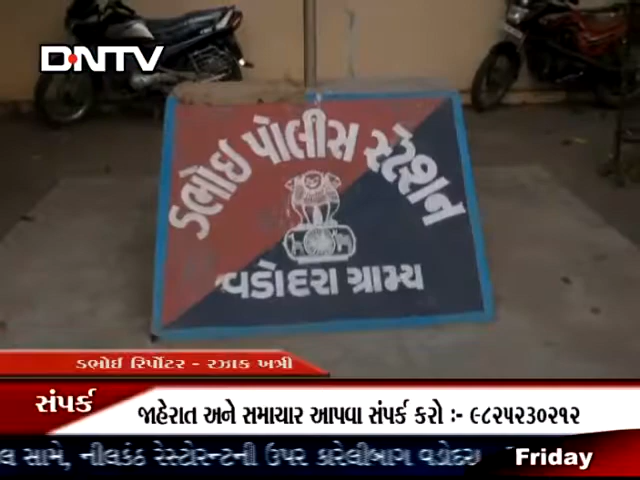 DNTV
ડભોઇ પોલીસ સ્ટેશન
વડોદરા ગ્રામ્ય
ડભોઈ રિર્પોટર - રઝાક ખત્રી
સંપર્ક
જાહેરાત અને સમાચાર આપવા સંપર્ક કરો :- ૯૮૨૫૨૩૦૨૧૨
લ સામે, નીલકંઠ રેસ્ટોરન્ટની ઉપર કારેલીબાગ વડોદરા
Friday